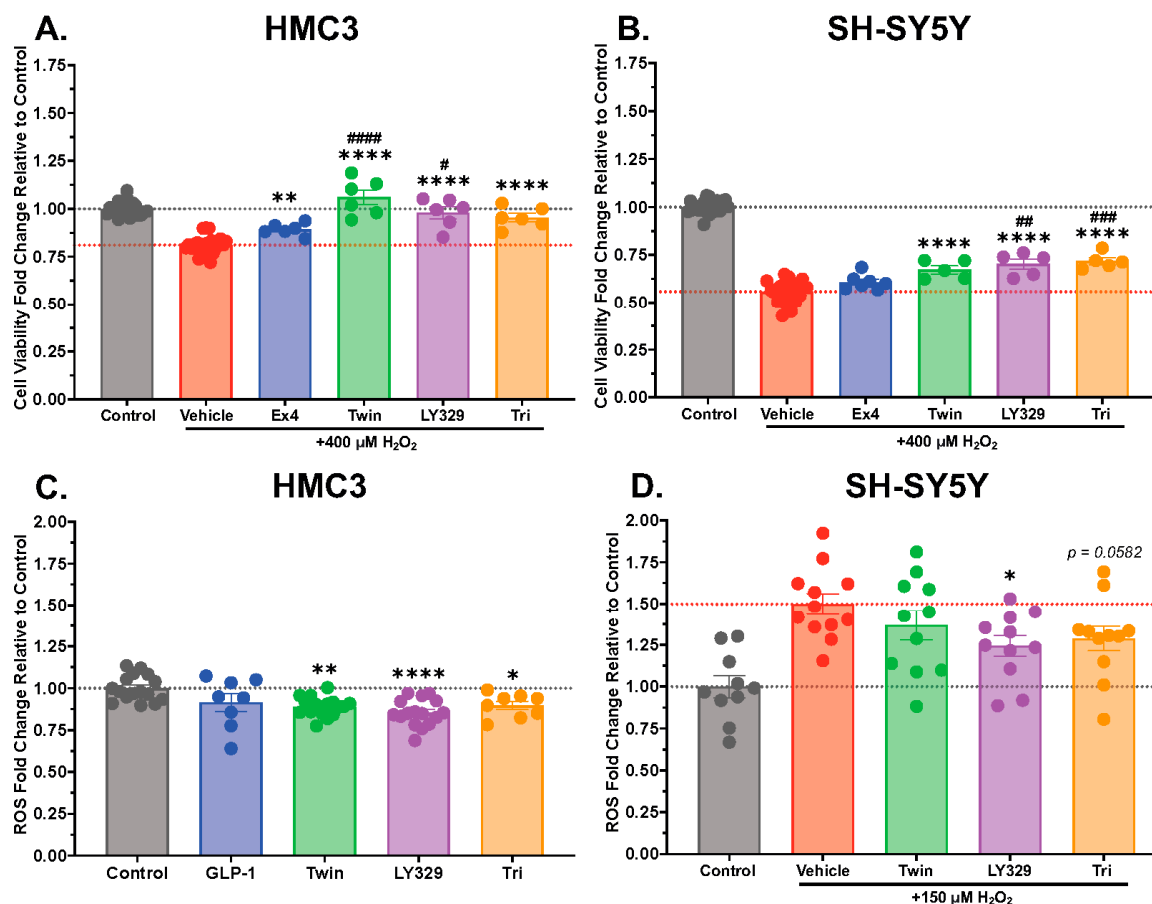 A.
HMC3
Cell Viability Fold Change Relative to Control
1.75
1.50
1.25
1.00
0.75
0.50
0.25
0.00
**
####
****
#
****
****
Control
Vehicle
Ex4
Twin
LY329
Tri
+400 µM H₂O₂
B.
SH-SY5Y
Cell Viability Fold Change Relative to Control
1.75
1.50
1.25
1.00
0.75
0.50
0.25
0.00
****
##
****
###
****
Control
Vehicle
Ex4
Twin
LY329
Tri
+400 µM H₂O₂
C.
HMC3
ROS Fold Change Relative to Control
2.00
1.75
1.50
1.25
1.00
0.75
0.50
0.25
0.00
**
****
*
Control
GLP-1
Twin
LY329
Tri
D.
SH-SY5Y
ROS Fold Change Relative to Control
2.00
1.75
1.50
1.25
1.00
0.75
0.50
0.25
0.00
*
p = 0.0582
Control
Vehicle
Twin
LY329
Tri
+150 µM H₂O₂